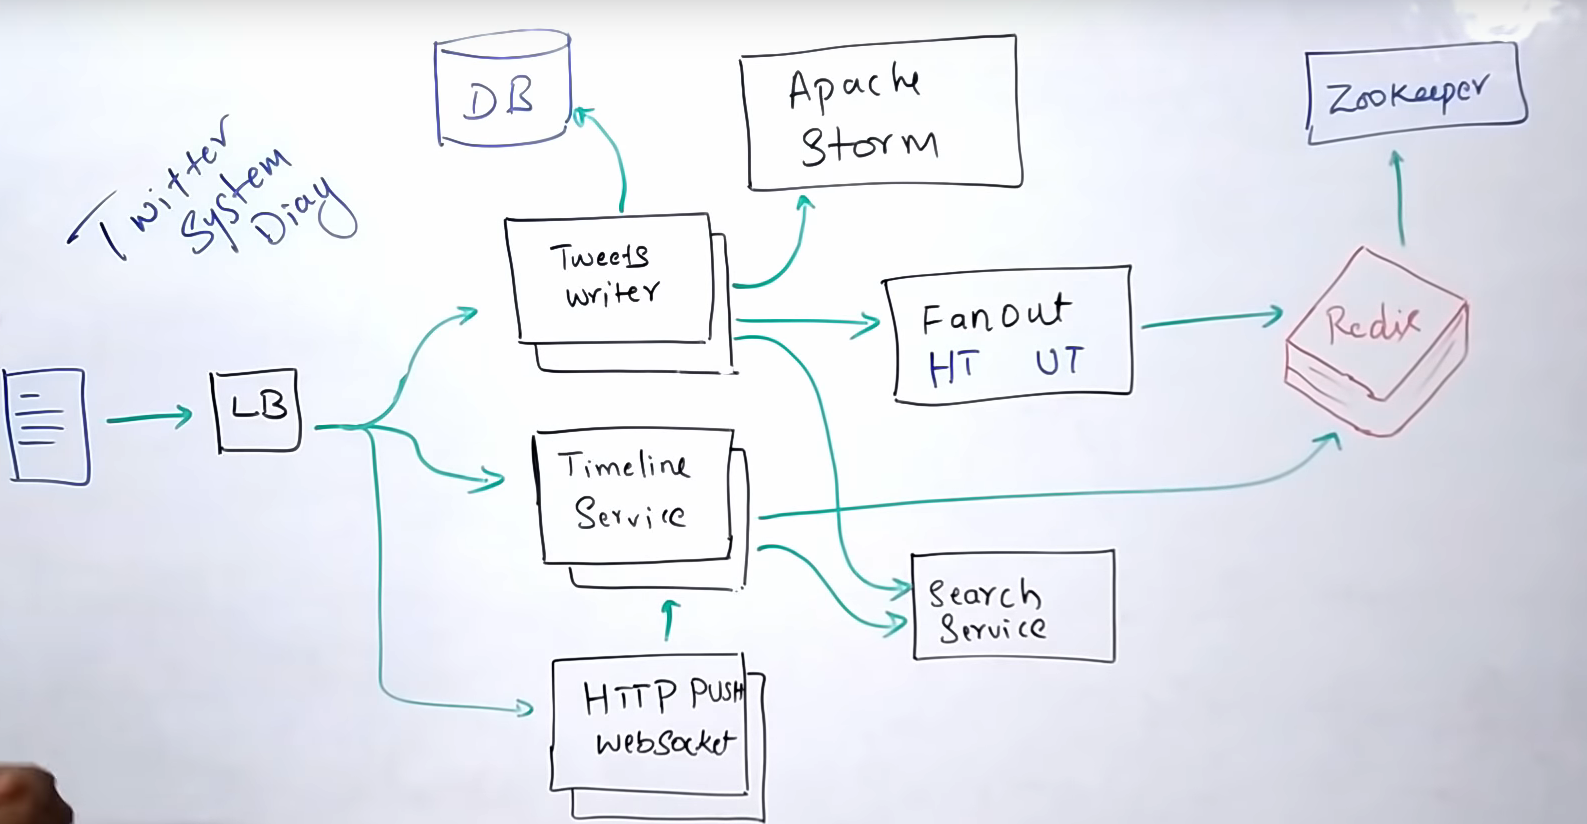 Twitter
System
Diag
DB
Apache
Storm
Zookeeper
Tweets
writer
Fanout
HT UT
Redis
LB
Timeline
Service
Search
Service
HTTP PUSH
WebSocket